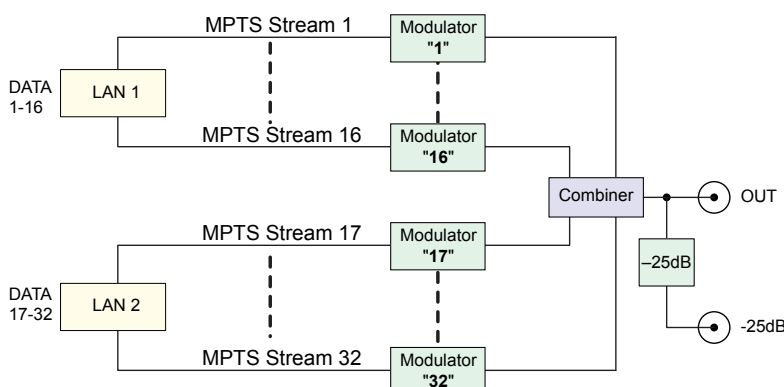 MPTS Stream 1
Modulator
"1"
DATA
1-16
LAN 1
MPTS Stream 16
Modulator
"16"
Combiner
OUT
MPTS Stream 17
Modulator
"17"
–25dB
DATA
17-32
LAN 2
-25dB
MPTS Stream 32
Modulator
"32"